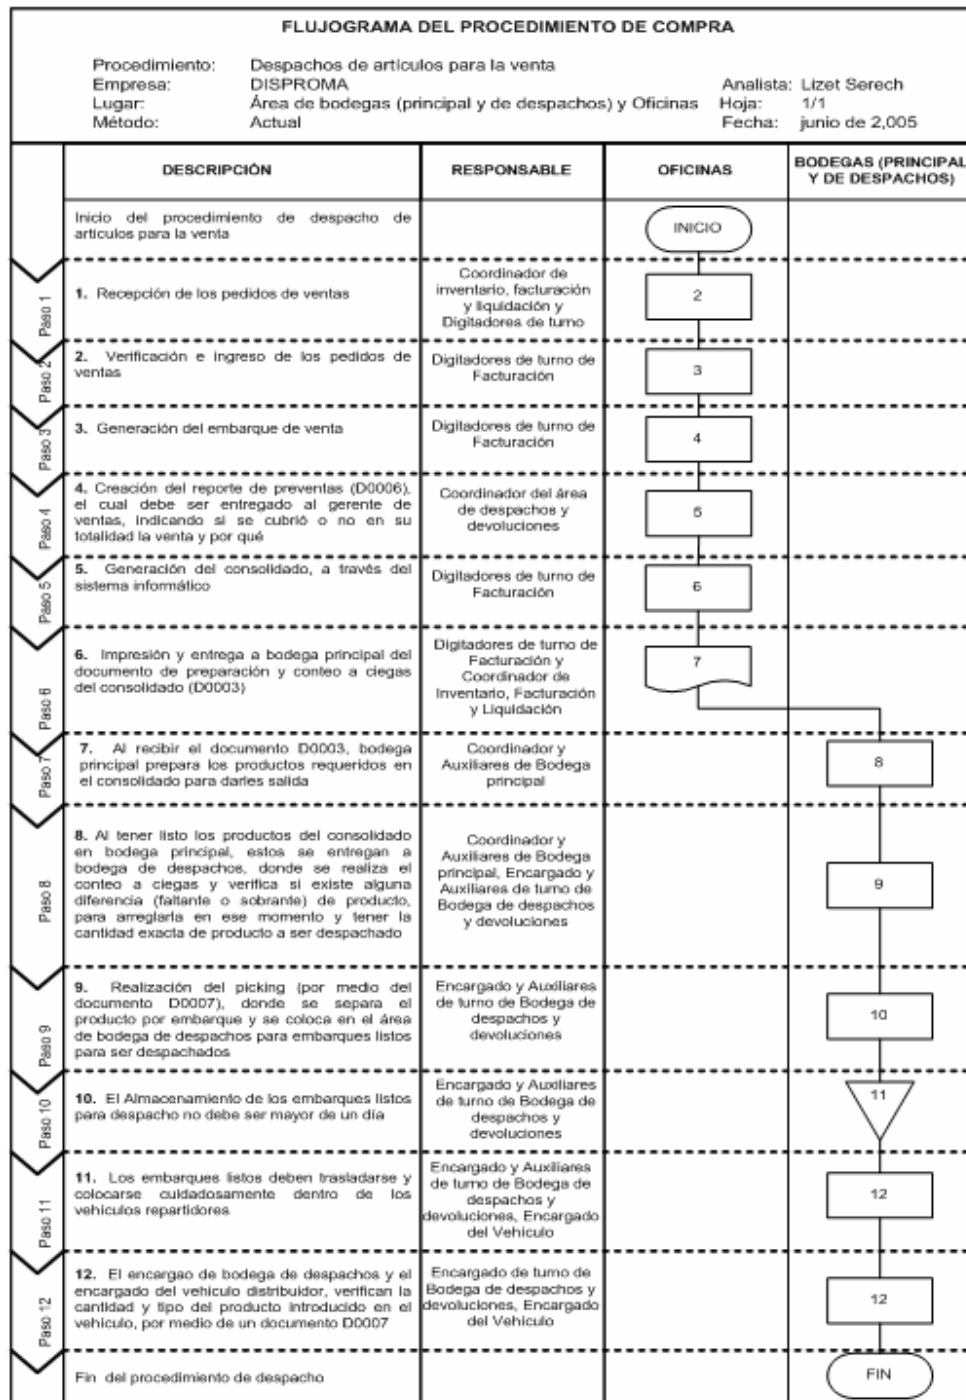 FLUJOGRAMA DEL PROCEDIMIENTO DE COMPRA
Procedimiento: Despachos de artículos para la venta
Empresa: DISPROMA Analista: Lizet Serech
Lugar: Área de bodegas (principal y de despachos) y Oficinas Hoja: 1/1
Método: Actual Fecha: junio de 2,005
DESCRIPCIÓN
RESPONSABLE
OFICINAS
BODEGAS (PRINCIPAL
Y DE DESPACHOS)
Inicio del procedimiento de despacho de
artículos para la venta
INICIO
Paso 1
1. Recepción de los pedidos de ventas
Coordinador de
inventario, facturación
y liquidación y
Digitadores de turno
2
Paso 2
2. Verificación e ingreso de los pedidos de
ventas
Digitadores de turno de
Facturación
3
Paso 3
3. Generación del embarque de venta
Digitadores de turno de
Facturación
4
Paso 4
4. Creación del reporte de preventas (D0006),
el cual debe ser entregado al gerente de
ventas, indicando si se cubrió o no en su
totalidad la venta y por qué
Coordinador del área
de despachos y
devoluciones
5
Paso 5
5. Generación del consolidado, a través del
sistema informático
Digitadores de turno de
Facturación
6
Paso 6
6. Impresión y entrega a bodega principal del
documento de preparación y conteo a ciegas
del consolidado (D0003)
Digitadores de turno de
Facturación y
Coordinador de
Inventario, Facturación
y Liquidación
7
Paso 7
7. Al recibir el documento D0003, bodega
principal prepara los productos requeridos en
el consolidado para darles salida
Coordinador y
Auxiliares de Bodega
principal
8
Paso 8
8. Al tener listo los productos del consolidado
en bodega principal, estos se entregan a
bodega de despachos, donde se realiza el
conteo a ciegas y verifica si existe alguna
diferencia (faltante o sobrante) de producto,
para arreglarla en ese momento y tener la
cantidad exacta de producto a ser despachado
Coordinador y
Auxiliares de Bodega
principal, Encargado y
Auxiliares de turno de
Bodega de despachos
y devoluciones
9
Paso 9
9. Realización del picking (por medio del
documento D0007), donde se separa el
producto por embarque y se coloca en el área
de bodega de despachos para embarques listos
para ser despachados
Encargado y Auxiliares
de turno de Bodega de
despachos y
devoluciones
10
Paso 10
10. El Almacenamiento de los embarques listos
para despacho no debe ser mayor de un día
Encargado y Auxiliares
de turno de Bodega de
despachos y
devoluciones
11
Paso 11
11. Los embarques listos deben trasladarse y
colocarse cuidadosamente dentro de los
vehículos repartidores
Encargado y Auxiliares
de turno de Bodega de
despachos y
devoluciones, Encargado
del Vehículo
12
Paso 12
12. El encargao de bodega de despachos y el
encargado del vehículo distribuidor, verifican la
cantidad y tipo del producto introducido en el
vehículo, por medio de un documento D0007
Encargado de turno de
Bodega de despachos y
devoluciones, Encargado
del Vehículo
12
Fin del procedimiento de despacho
FIN